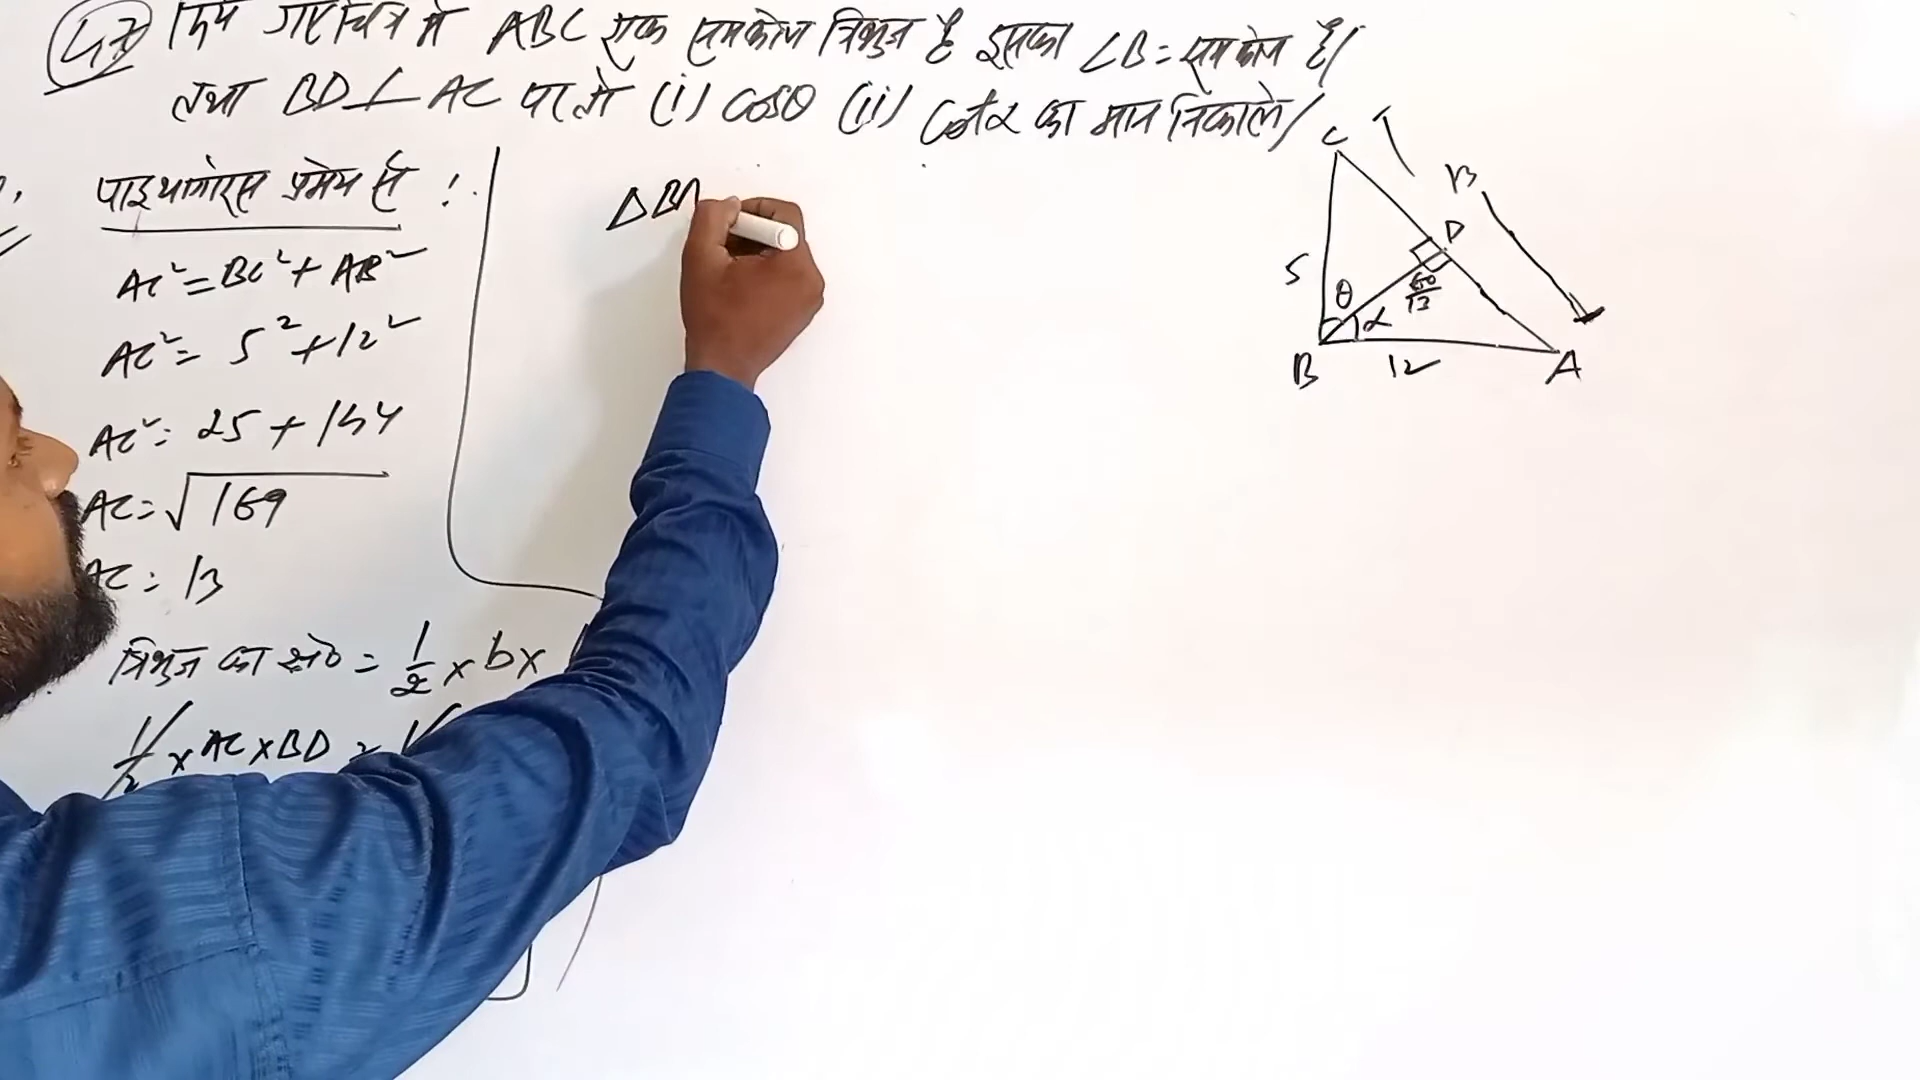 दिये गए चित्र में ABC एक समकोण त्रिभुज है इसका ∠B = समकोण है।
तथा BD ⊥ AC पर तो (i) cosθ (ii) cotα का मान निकाले।
पाइथागोरस प्रमेय से :
AC² = BC² + AB²
AC² = 5² + 12²
AC² = 25 + 144
AC = √169
AC = 13
त्रिभुज का क्षे० = 1/2 × b ×
1/2 × AC × BD =
Δ B
C
13
D
5
θ
60/13
α
B
12
A